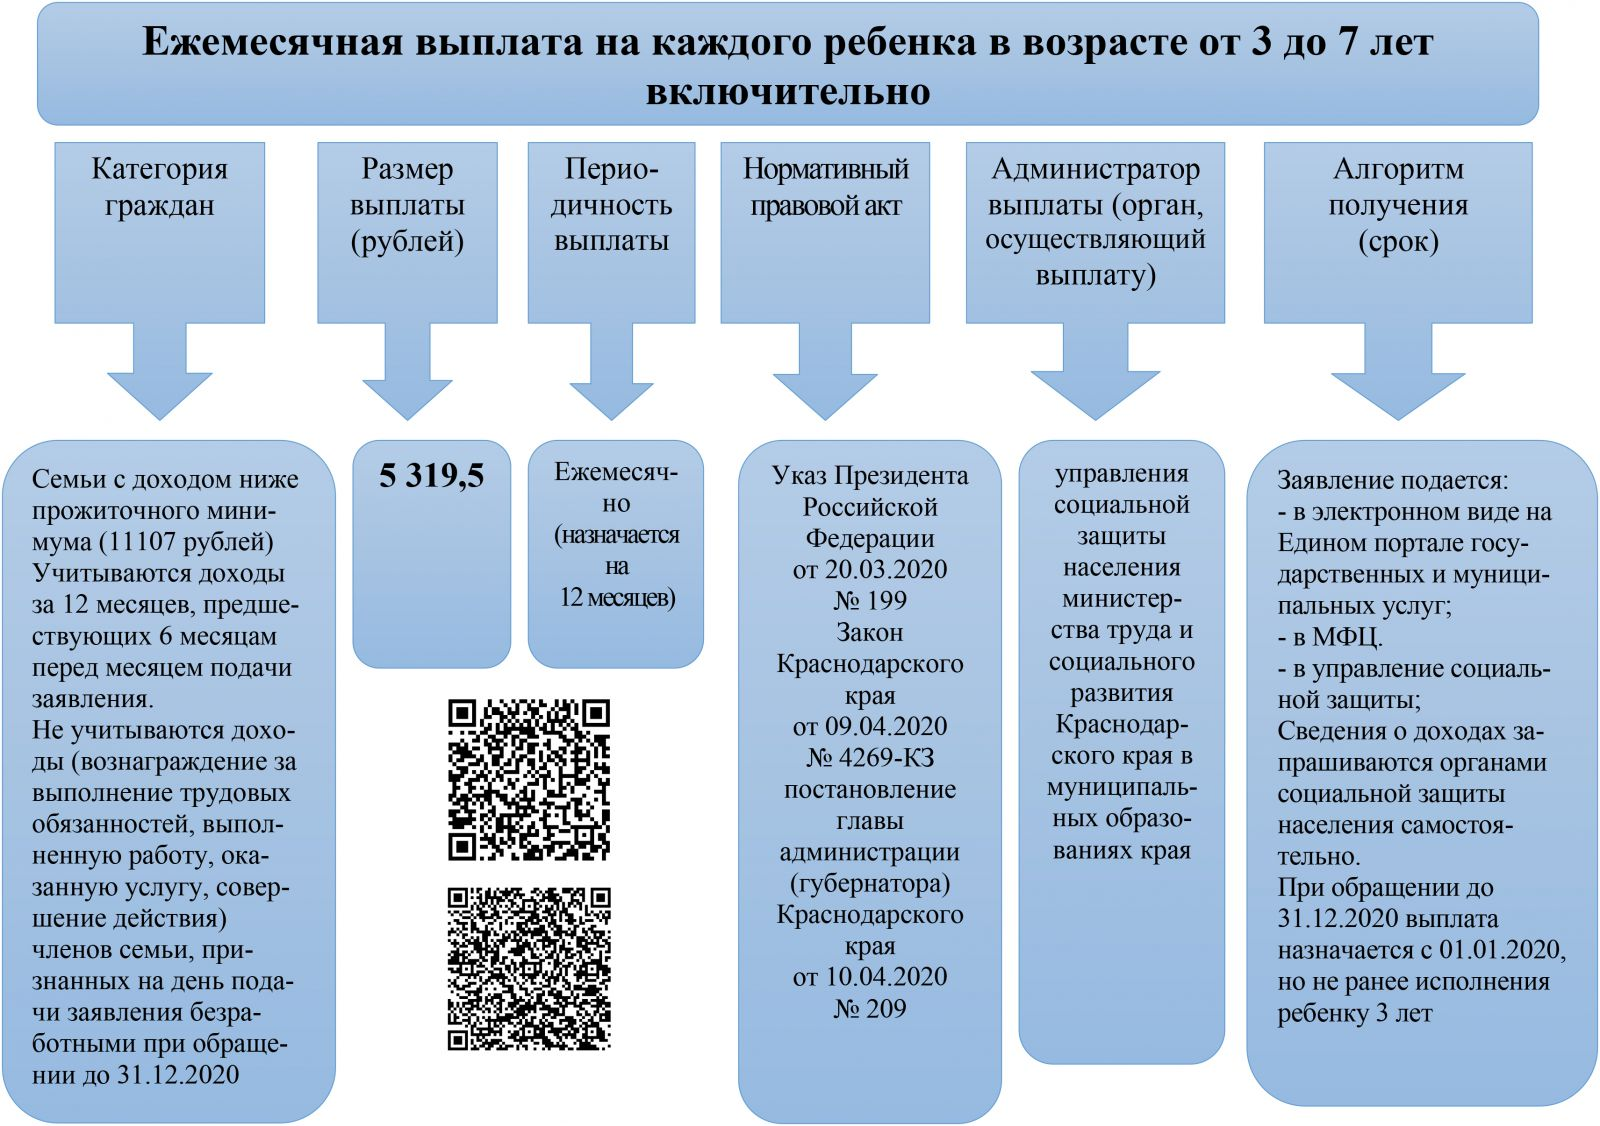 Ежемесячная выплата на каждого ребенка в возрасте от 3 до 7 лет
включительно
Категория
граждан
Размер
выплаты
(рублей)
Перио-
дичность
выплаты
Нормативный
правовой акт
Администратор
выплаты (орган,
осуществляющий
выплату)
Алгоритм
получения
(срок)
Семьи с доходом ниже
прожиточного мини-
мума (11107 рублей)
Учитываются доходы
за 12 месяцев, предше-
ствующих 6 месяцам
перед месяцем подачи
заявления.
Не учитываются дохо-
ды (вознаграждение за
выполнение трудовых
обязанностей, выпол-
ненную работу, ока-
занную услугу, совер-
шение действия)
членов семьи, при-
знанных на день пода-
чи заявления безра-
ботными при обраще-
нии до 31.12.2020
5 319,5
Ежемесяч-
но
(назначается
на
12 месяцев)
Указ Президента
Российской
Федерации
от 20.03.2020
№ 199
Закон
Краснодарского
края
от 09.04.2020
№ 4269-КЗ
постановление
главы
администрации
(губернатора)
Краснодарского
края
от 10.04.2020
№ 209
управления
социальной
защиты
населения
министер-
ства труда и
социального
развития
Краснодар-
ского края в
муниципаль-
ных образо-
ваниях края
Заявление подается:
- в электронном виде на
Едином портале госу-
дарственных и муници-
пальных услуг;
- в МФЦ.
- в управление социаль-
ной защиты;
Сведения о доходах за-
прашиваются органами
социальной защиты
населения самостоя-
тельно.
При обращении до
31.12.2020 выплата
назначается с 01.01.2020,
но не ранее исполнения
ребенку 3 лет